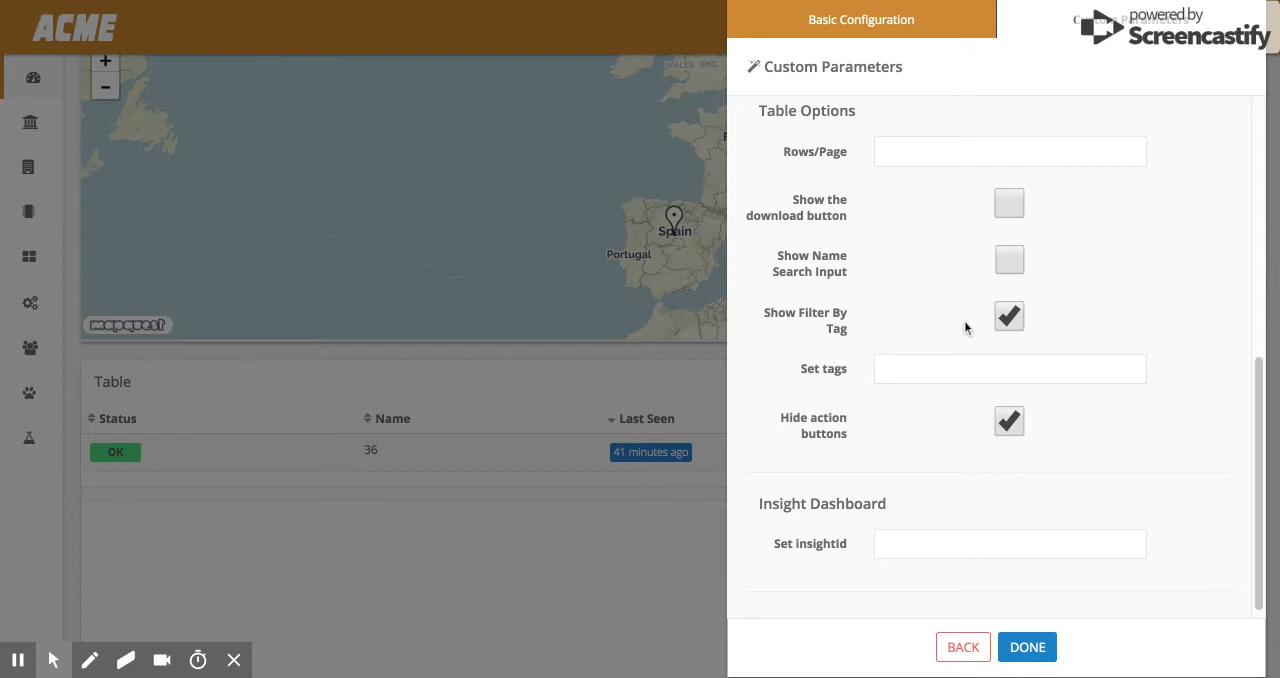 ACME
Basic Configuration
powered by
Screencastify
Custom Parameters
+
−
WALES ENG.
Spain
Portugal
mapquest
Table Options
Rows/Page
Show the
download button
Show Name
Search Input
Show Filter By
Tag
Set tags
Hide action
buttons
Table
Status Name Last Seen
OK 36 41 minutes ago
Insight Dashboard
Set insightId
BACK DONE